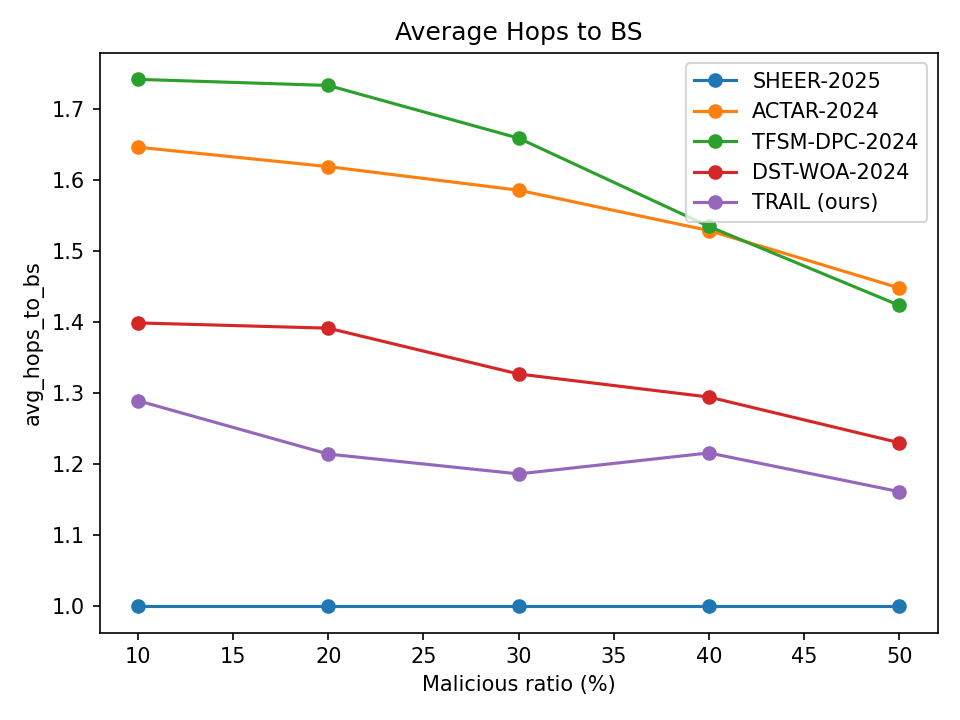 Average Hops to BS
avg_hops_to_bs
1.7
1.6
1.5
1.4
1.3
1.2
1.1
1.0
SHEER-2025
ACTAR-2024
TFSM-DPC-2024
DST-WOA-2024
TRAIL (ours)
10 15 20 25 30 35 40 45 50
Malicious ratio (%)